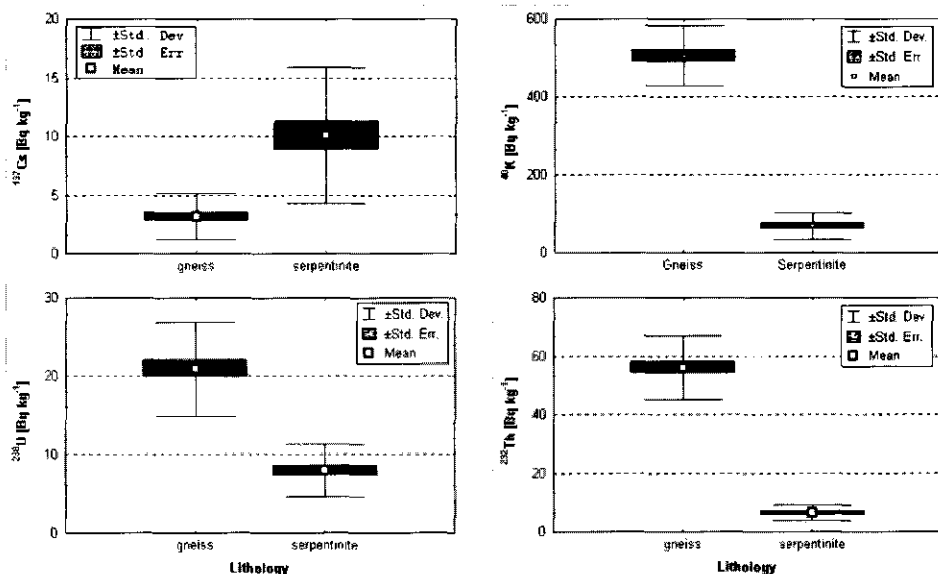 20
15
10
5
0
¹³⁷Cs [Bq kg⁻¹]
±Std. Dev
±Std Err
Mean
gneiss serpentinite
600
400
200
0
⁴⁰K [Bq kg⁻¹]
±Std. Dev.
±Std. Err
Mean
Gneiss Serpentinite
30
20
10
0
²³⁸U [Bq kg⁻¹]
±Std. Dev.
±Std. Err.
Mean
gneiss serpentinite
Lithology
80
60
40
20
0
²³²Th [Bq kg⁻¹]
±Std. Dev.
±Std. Err.
Mean
gneiss serpentinite
Lithology